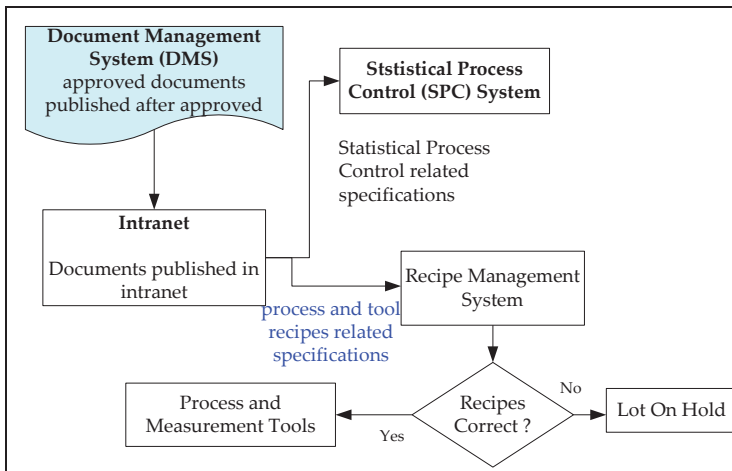 Document Management
System (DMS)
approved documents
published after approved
Ststistical Process
Control (SPC) System
Statistical Process
Control related
specifications
Intranet
Documents published in
intranet
process and tool
recipes related
specifications
Recipe Management
System
Recipes
Correct ?
Yes
No
Process and
Measurement Tools
Lot On Hold